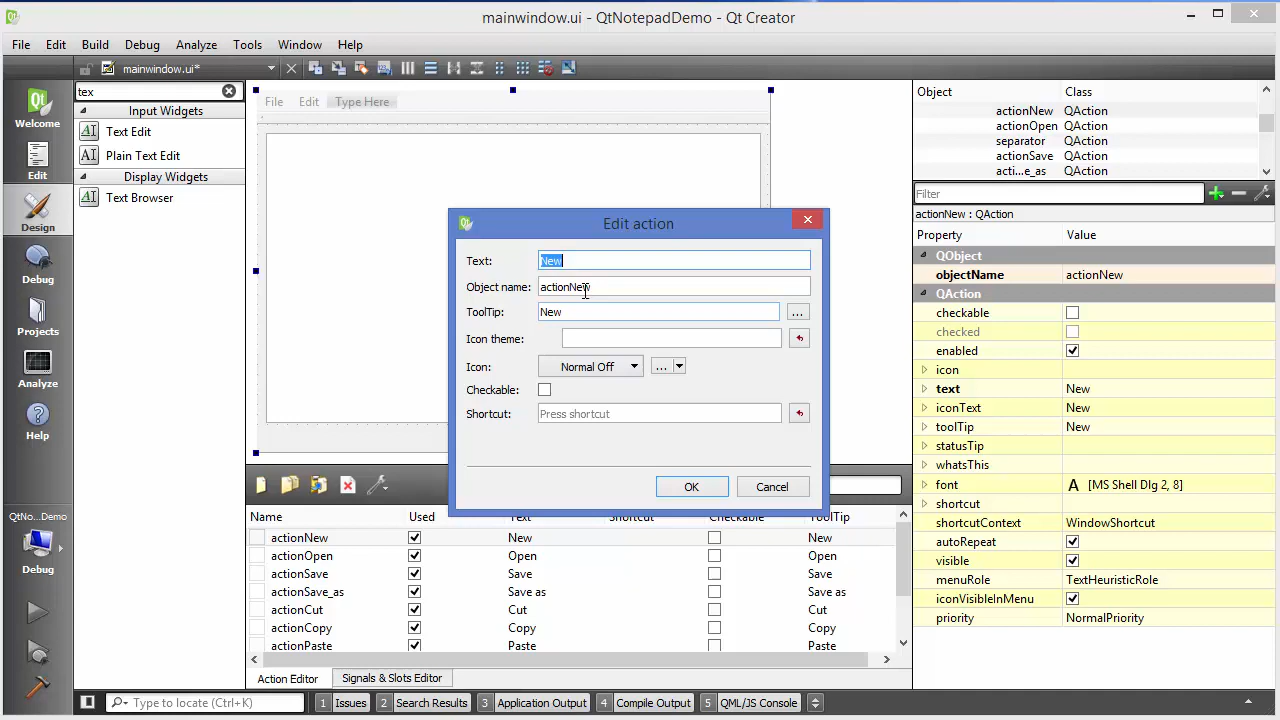 mainwindow.ui - QtNotepadDemo - Qt Creator
File Edit Build Debug Analyze Tools Window Help
mainwindow.ui*
Welcome
Edit
Design
Debug
Projects
Analyze
Help
QtNo...Demo
Debug
tex
Input Widgets
Text Edit
Plain Text Edit
Display Widgets
Text Browser
File Edit Type Here
Edit action
Text: New
Object name: actionNew
ToolTip: New ...
Icon theme:
Icon: Normal Off ...
Checkable:
Shortcut: Press shortcut
OK Cancel
Name Used Text Shortcut Checkable ToolTip
actionNew New New
actionOpen Open Open
actionSave Save Save
actionSave_as Save as Save as
actionCut Cut Cut
actionCopy Copy Copy
actionPaste Paste Paste
Action Editor Signals & Slots Editor
Object Class
actionNew QAction
actionOpen QAction
separator QAction
actionSave QAction
acti...e_as QAction
Filter
actionNew : QAction
Property Value
QObject
objectName actionNew
QAction
checkable
checked
enabled
icon
text New
iconText New
toolTip New
statusTip
whatsThis
font A [MS Shell Dlg 2, 8]
shortcut
shortcutContext WindowShortcut
autoRepeat
visible
menuRole TextHeuristicRole
iconVisibleInMenu
priority NormalPriority
Type to locate (Ctrl+K) 1 Issues 2 Search Results 3 Application Output 4 Compile Output 5 QML/JS Console